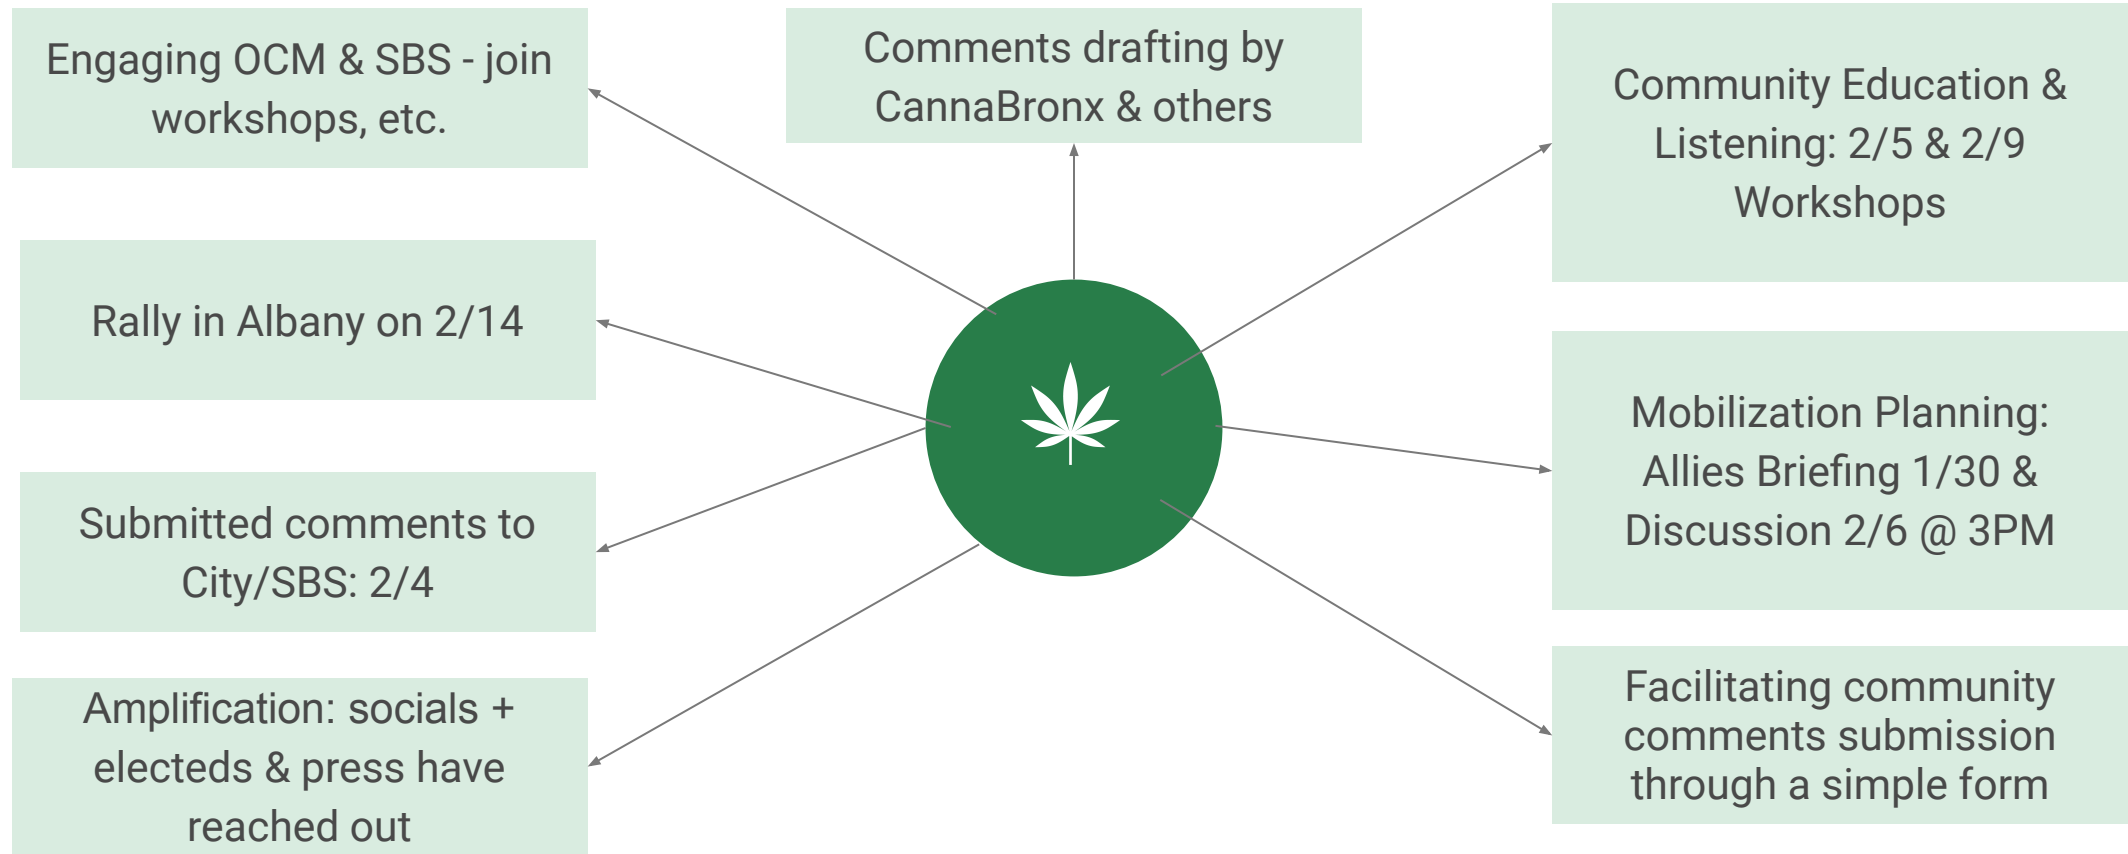 Engaging OCM & SBS - join
workshops, etc.
Comments drafting by
CannaBronx & others
Community Education &
Listening: 2/5 & 2/9
Workshops
Rally in Albany on 2/14
Mobilization Planning:
Allies Briefing 1/30 &
Discussion 2/6 @ 3PM
Submitted comments to
City/SBS: 2/4
Amplification: socials +
electeds & press have
reached out
Facilitating community
comments submission
through a simple form